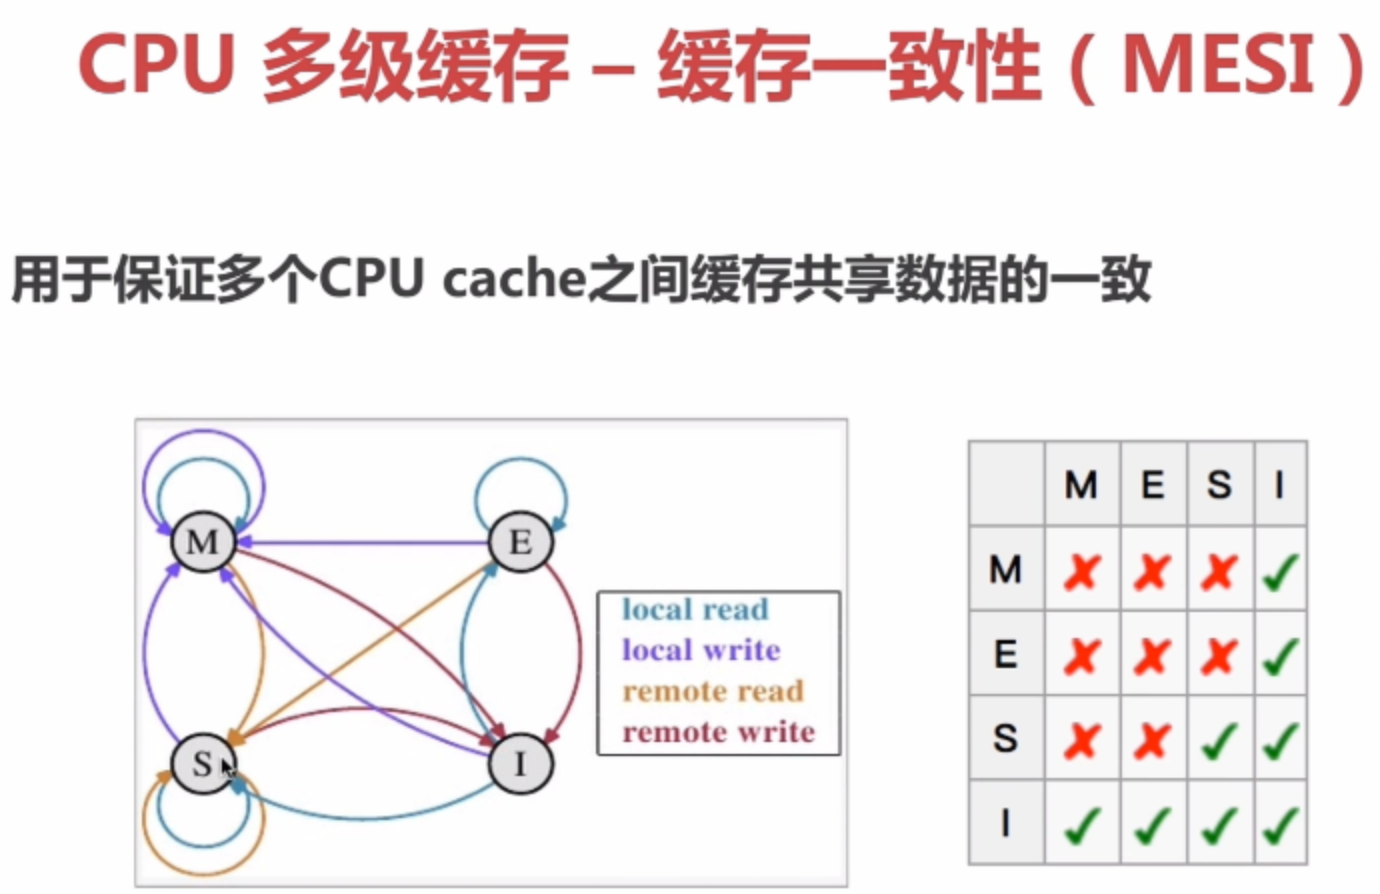 CPU 多级缓存 – 缓存一致性（MESI）
用于保证多个CPU cache之间缓存共享数据的一致
M
E
S
I
local read
local write
remote read
remote write
M E S I
M ✘ ✘ ✘ ✓
E ✘ ✘ ✘ ✓
S ✘ ✘ ✓ ✓
I ✓ ✓ ✓ ✓